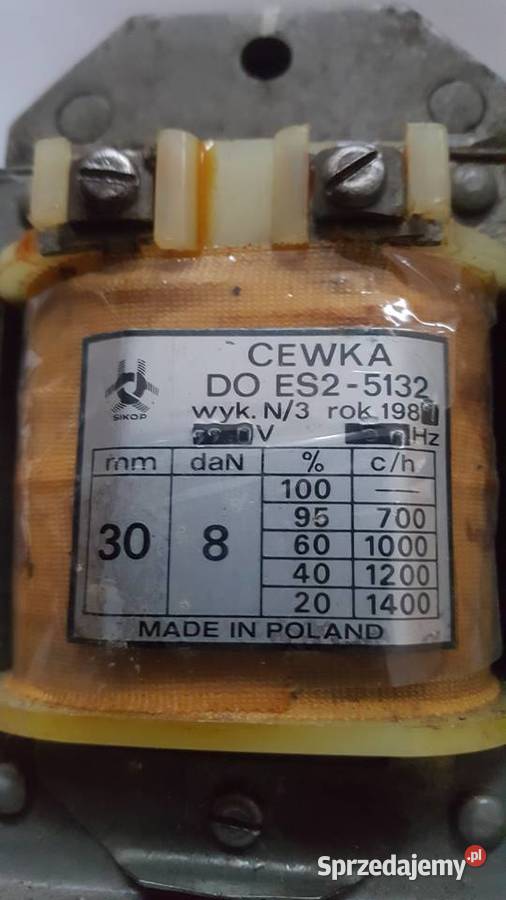 CEWKA
DO ES2-5132
SIKOP
wyk. N/3 rok 198
V Hz
mm daN % c/h
30 8
100 —
95 700
60 1000
40 1200
20 1400
MADE IN POLAND
Sprzedajemy.pl